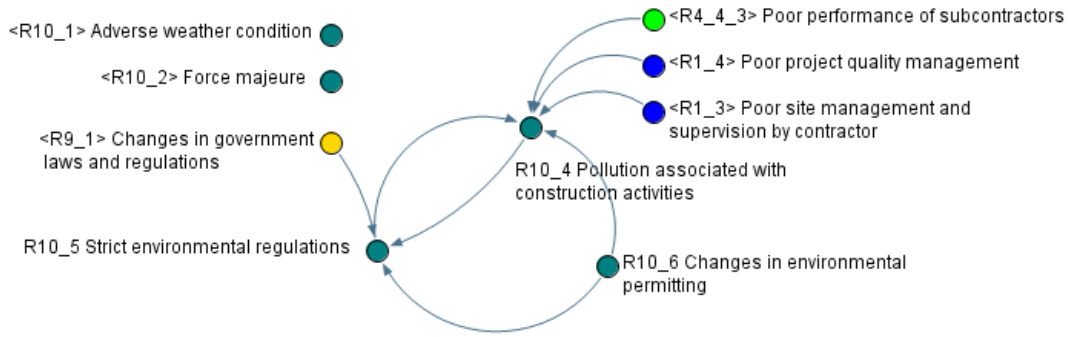 <R10_1> Adverse weather condition
<R10_2> Force majeure
<R9_1> Changes in government
laws and regulations
R10_5 Strict environmental regulations
<R4_4_3> Poor performance of subcontractors
<R1_4> Poor project quality management
<R1_3> Poor site management and
supervision by contractor
R10_4 Pollution associated with
construction activities
R10_6 Changes in environmental
permitting